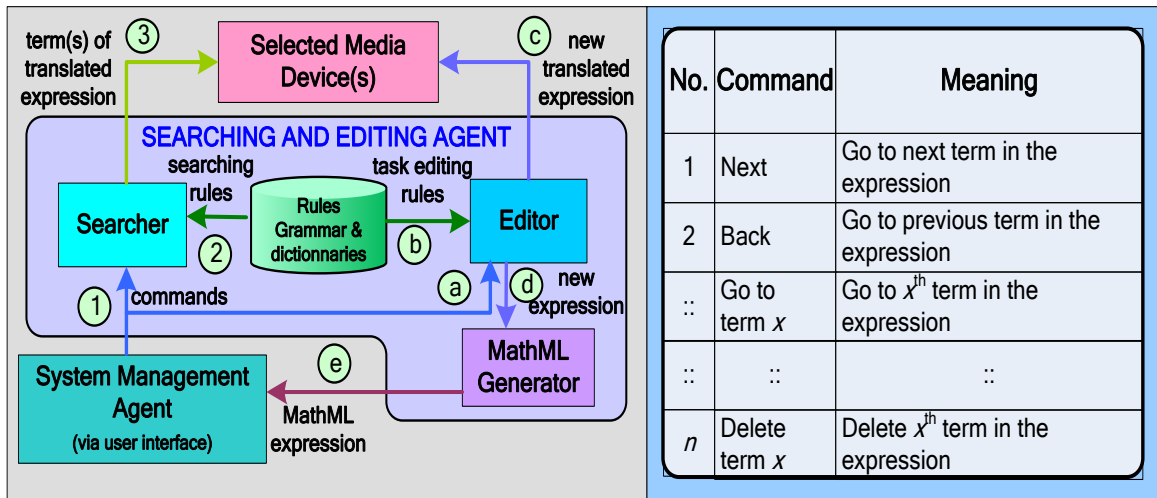 term(s) of
translated
expression
3
Selected Media
Device(s)
c
new
translated
expression
SEARCHING AND EDITING AGENT
searching
rules
task editing
rules
Searcher
Rules
Grammar &
dictionnaries
Editor
2
b
1
commands
a
d
new
expression
MathML
Generator
System Management
Agent
(via user interface)
e
MathML
expression
No. Command Meaning
1 Next Go to next term in the
expression
2 Back Go to previous term in the
expression
:: Go to
term x
Go to xth term in the
expression
:: :: ::
n Delete
term x
Delete xth term in the
expression